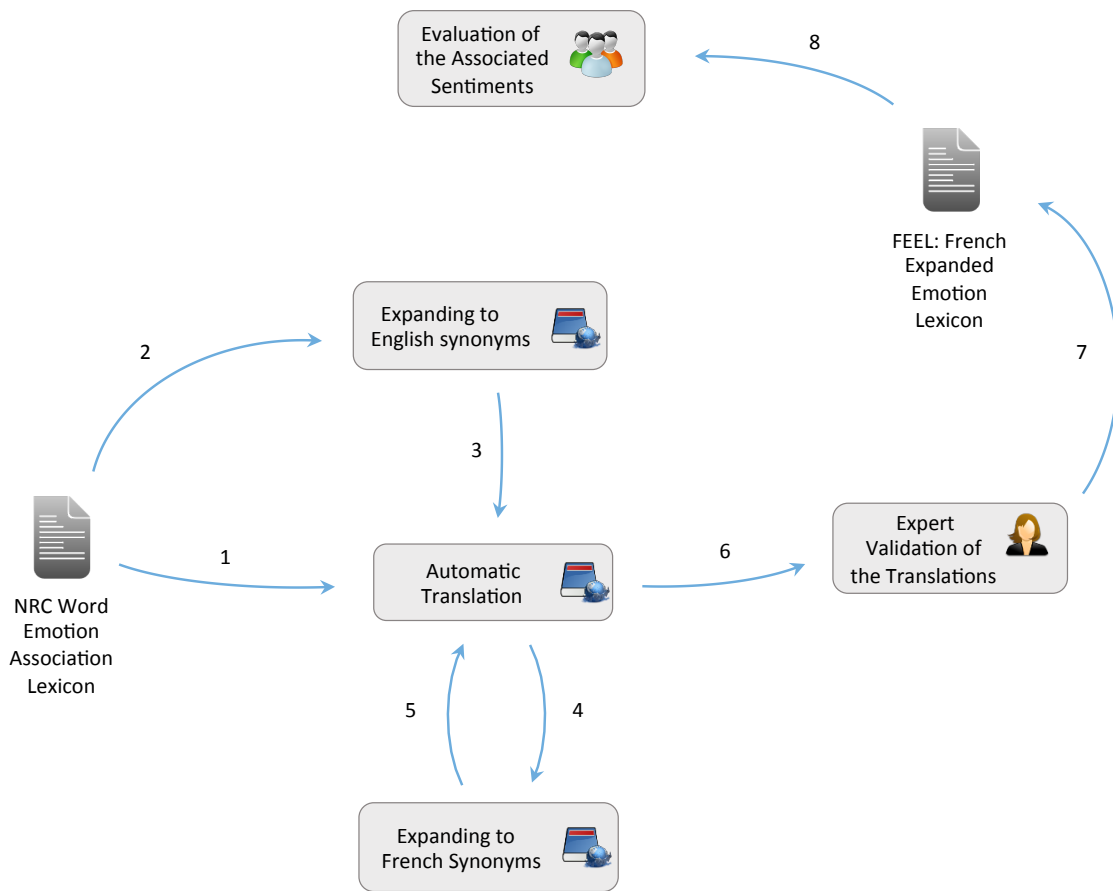 Evaluation of
the Associated
Sentiments
8
FEEL: French
Expanded
Emotion
Lexicon
Expanding to
English synonyms
2
7
3
NRC Word
Emotion
Association
Lexicon
1
Automatic
Translation
6
Expert
Validation of
the Translations
5
4
Expanding to
French Synonyms